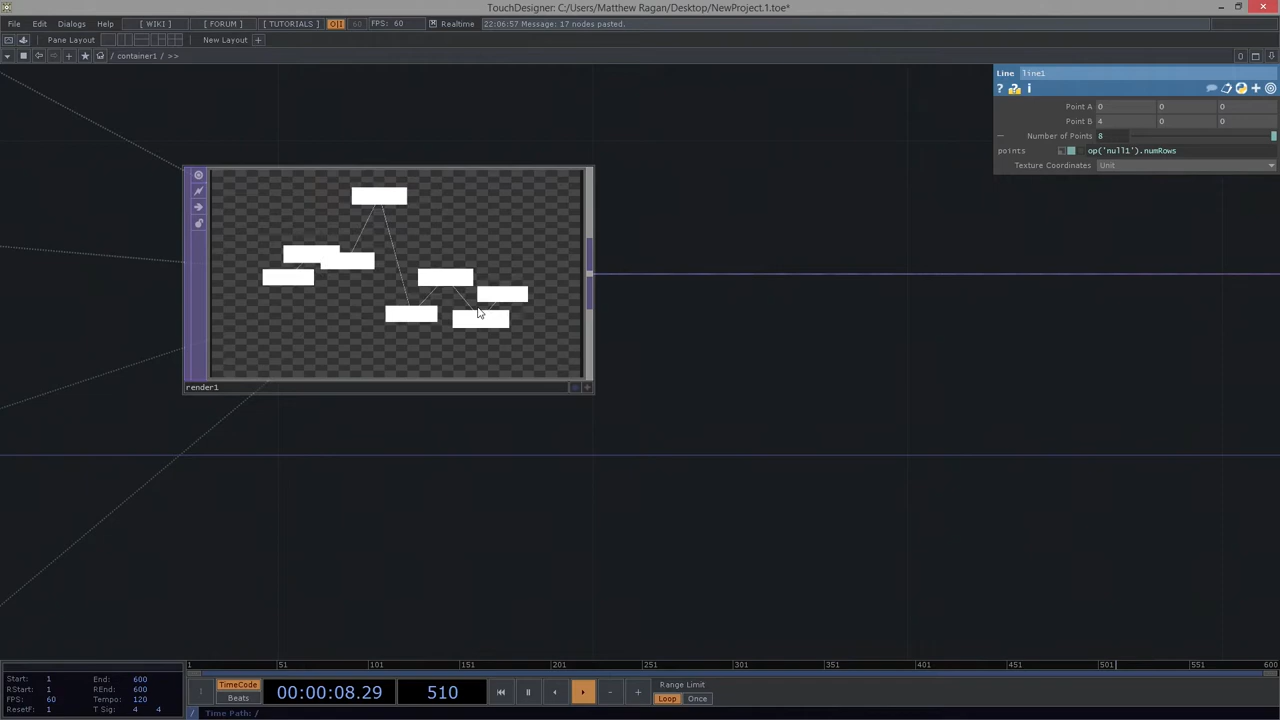 TouchDesigner: C:/Users/Matthew Ragan/Desktop/NewProject.1.toe*
File Edit Dialogs Help [ WIKI ] [ FORUM ] [ TUTORIALS ] O|I 60 FPS: 60 Realtime 22:06:57 Message: 17 nodes pasted.
Pane Layout New Layout +
/ container1 / >>
0
Line line1
? ? i
Point A 0 0 0
Point B 4 0 0
Number of Points 8
points op('null1').numRows
Texture Coordinates Unit
render1
1 51 101 151 201 251 301 351 401 451 501 551 600
Start: 1 End: 600
RStart: 1 REnd: 600
FPS: 60 Tempo: 120
ResetF: 1 T Sig: 4 4
TimeCode
Beats
00:00:08.29 510
- +
Range Limit
Loop Once
/ Time Path: /